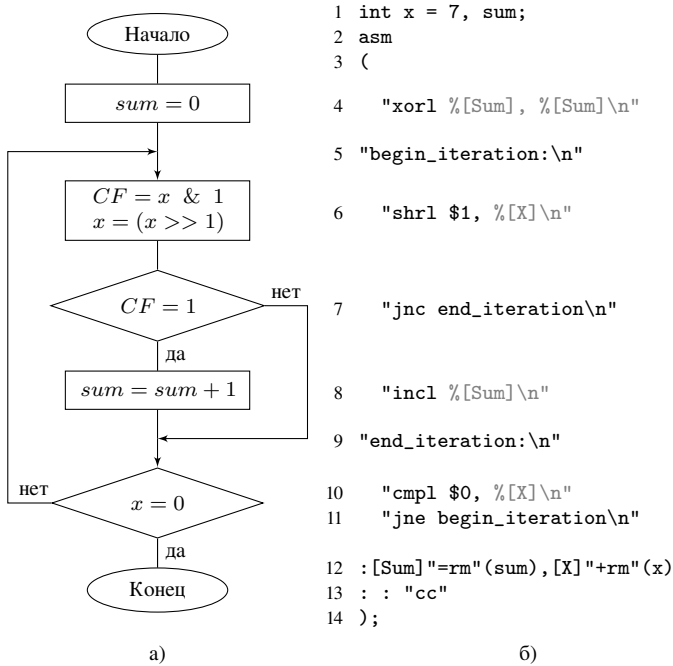 Начало
sum = 0
CF = x & 1
x = (x >> 1)
CF = 1
нет
да
sum = sum + 1
нет
x = 0
да
Конец
а)
1 int x = 7, sum;
2 asm
3 (
4 "xorl %[Sum], %[Sum]\n"
5 "begin_iteration:\n"
6 "shrl $1, %[X]\n"
7 "jnc end_iteration\n"
8 "incl %[Sum]\n"
9 "end_iteration:\n"
10 "cmpl $0, %[X]\n"
11 "jne begin_iteration\n"
12 :[Sum]"=rm"(sum),[X]"+rm"(x)
13 : : "cc"
14 );
б)